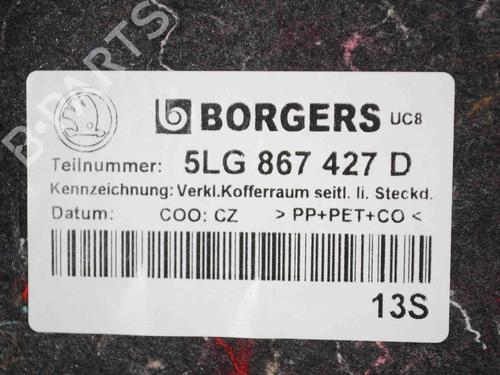 BORGERS UC8
Teilnummer: 5LG 867 427 D
Kennzeichnung: Verkl.Kofferraum seitl. li. Steckd.
Datum: COO: CZ > PP+PET+CO <
13S
B-PARTS